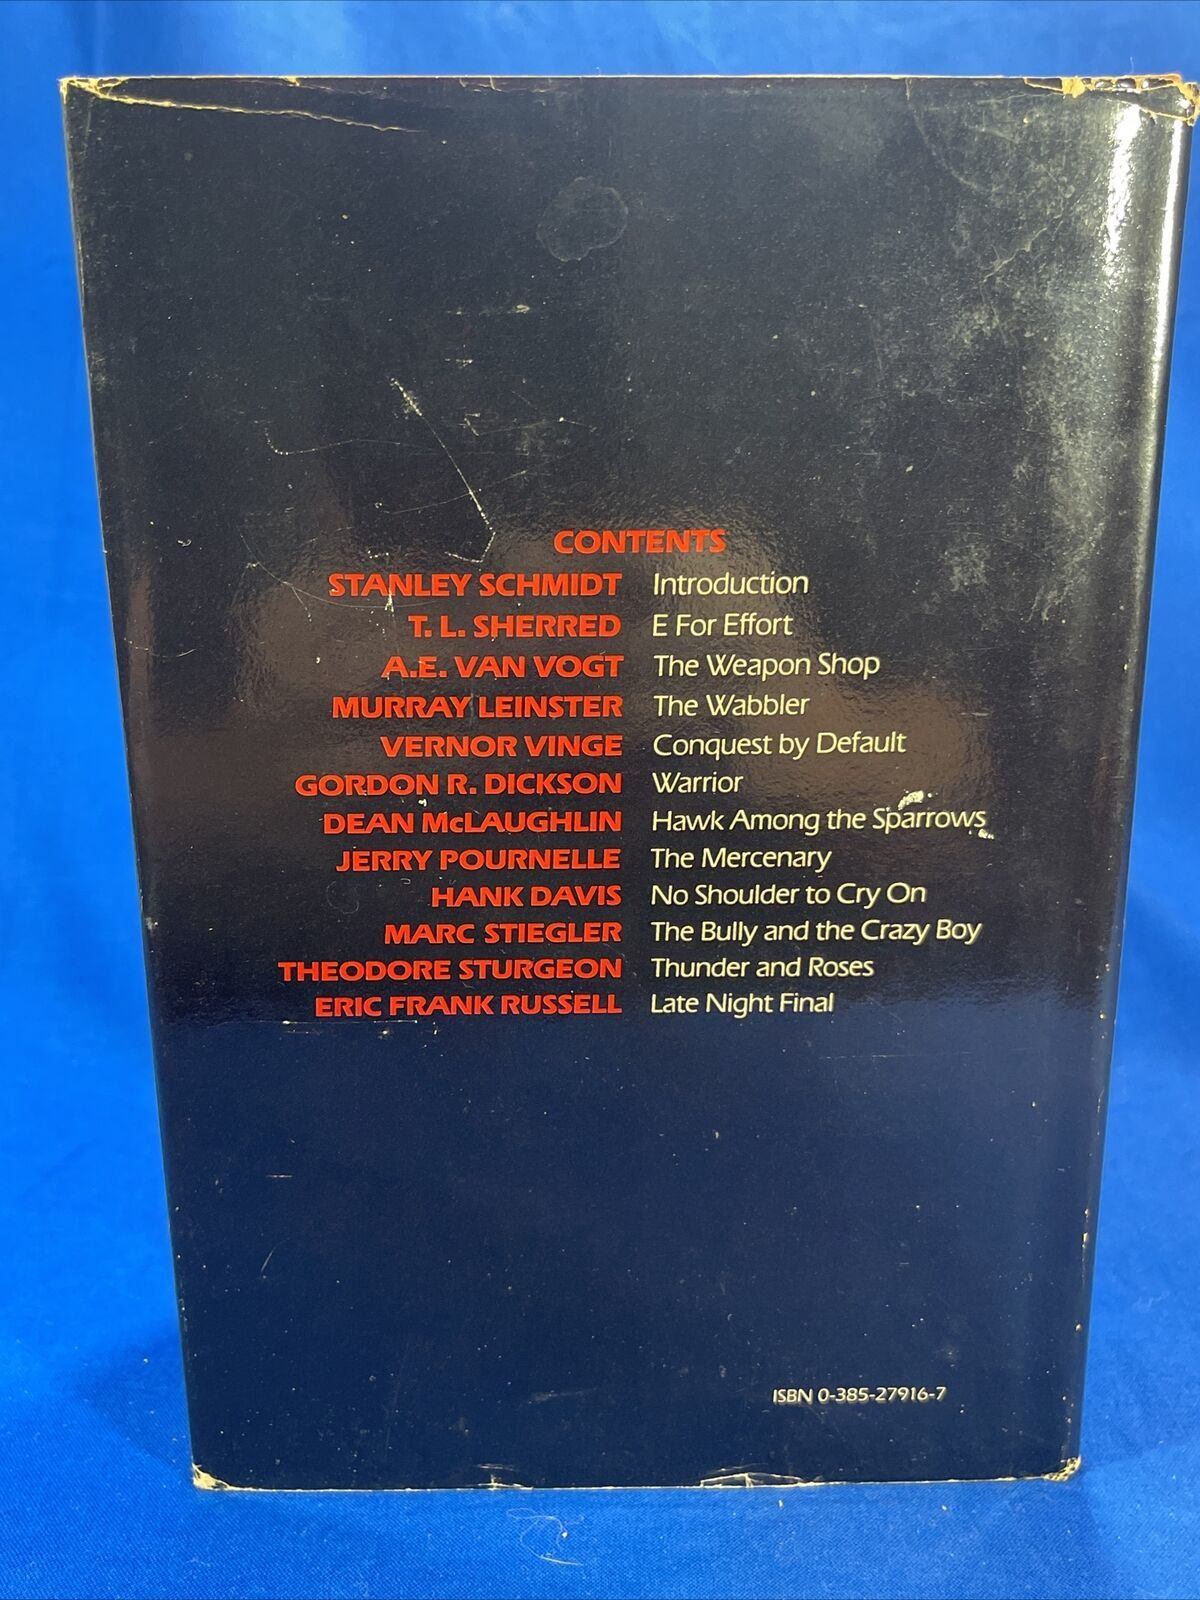 CONTENTS
STANLEY SCHMIDT Introduction
T. L. SHERRED E For Effort
A.E. VAN VOGT The Weapon Shop
MURRAY LEINSTER The Wabbler
VERNOR VINGE Conquest by Default
GORDON R. DICKSON Warrior
DEAN McLAUGHLIN Hawk Among the Sparrows
JERRY POURNELLE The Mercenary
HANK DAVIS No Shoulder to Cry On
MARC STIEGLER The Bully and the Crazy Boy
THEODORE STURGEON Thunder and Roses
ERIC FRANK RUSSELL Late Night Final
ISBN 0-385-27916-7